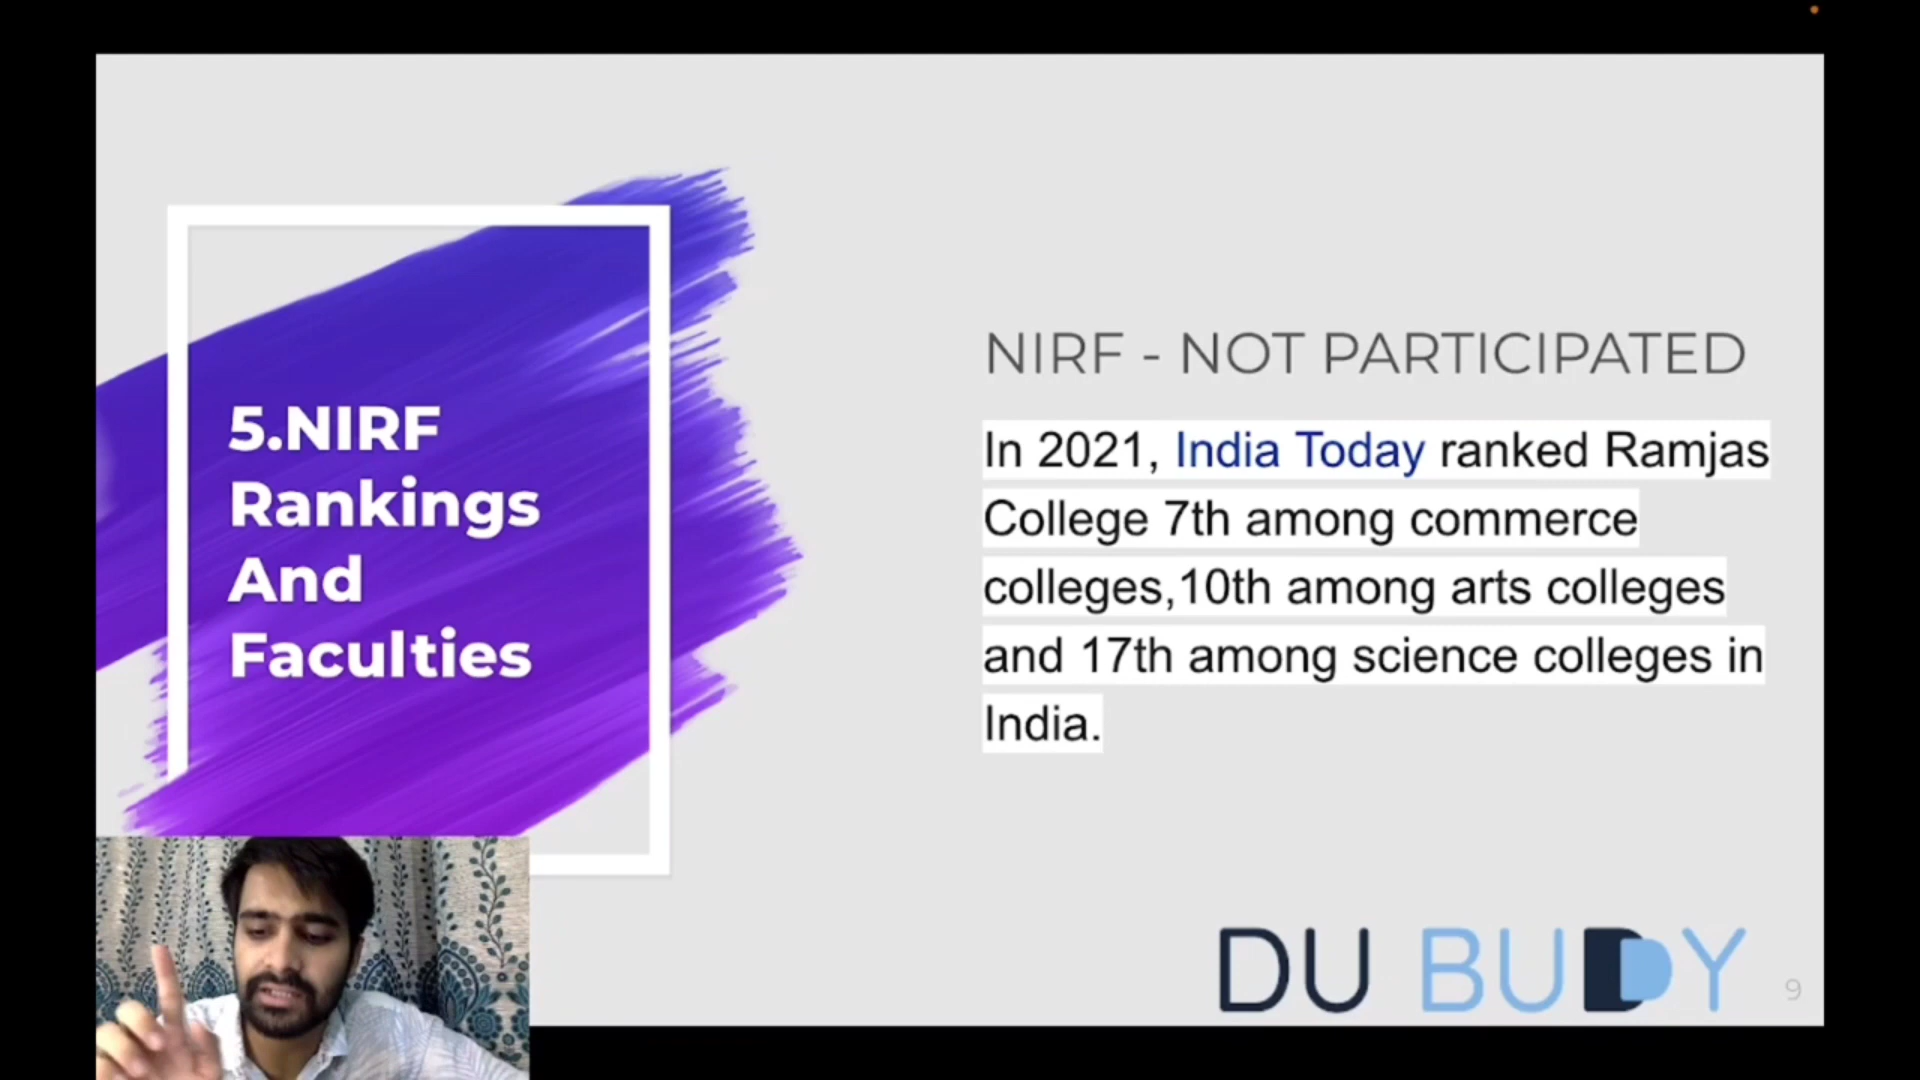 5.NIRF
Rankings
And
Faculties
NIRF - NOT PARTICIPATED
In 2021, India Today ranked Ramjas
College 7th among commerce
colleges,10th among arts colleges
and 17th among science colleges in
India.
DU BUDDY
9